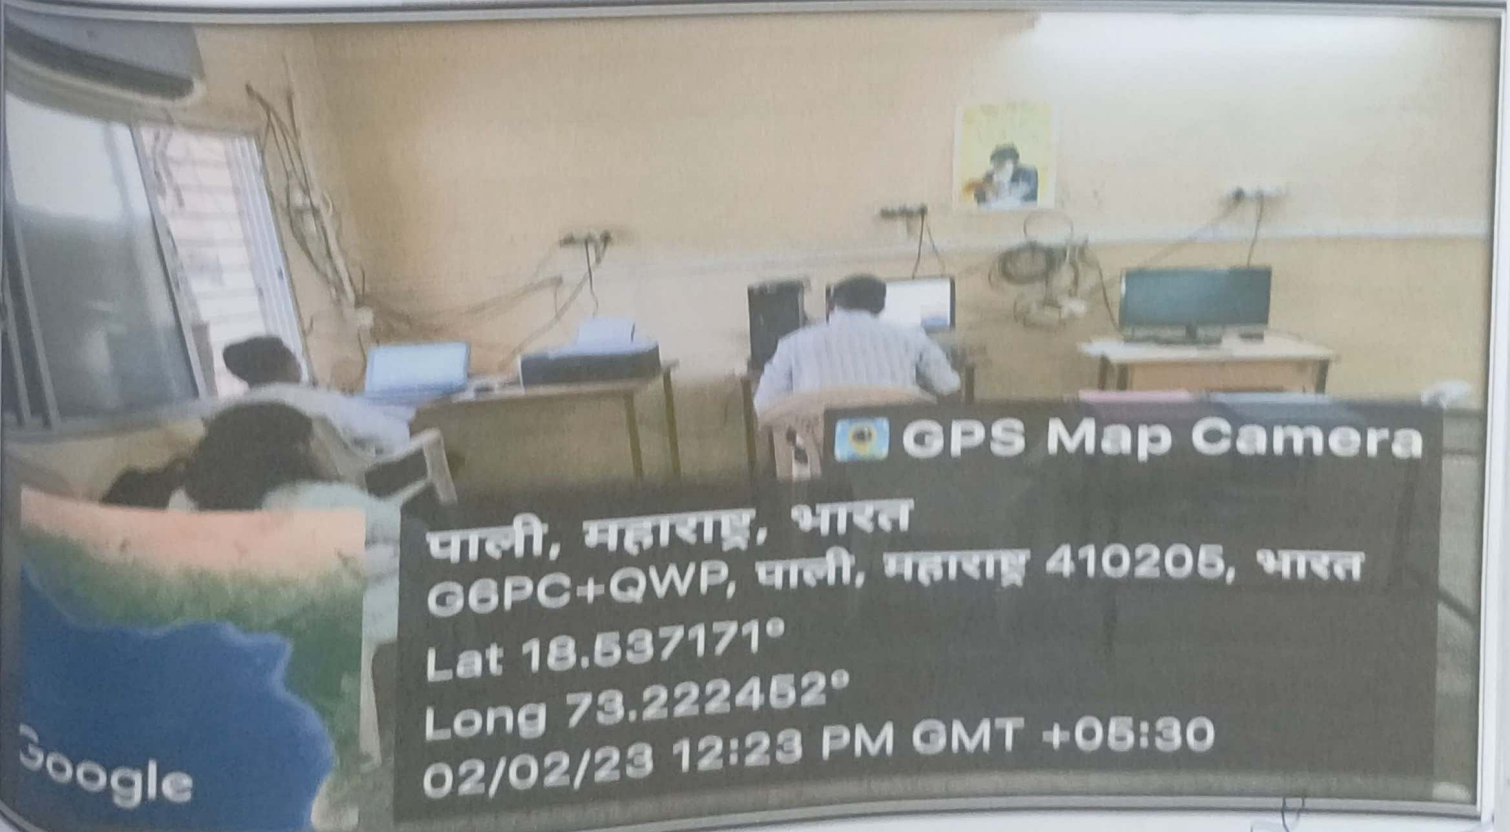 GPS Map Camera
पाली, महाराष्ट्र, भारत
G6PC+QWP, पाली, महाराष्ट्र 410205, भारत
Lat 18.537171°
Long 73.222452°
02/02/23 12:23 PM GMT +05:30
Google